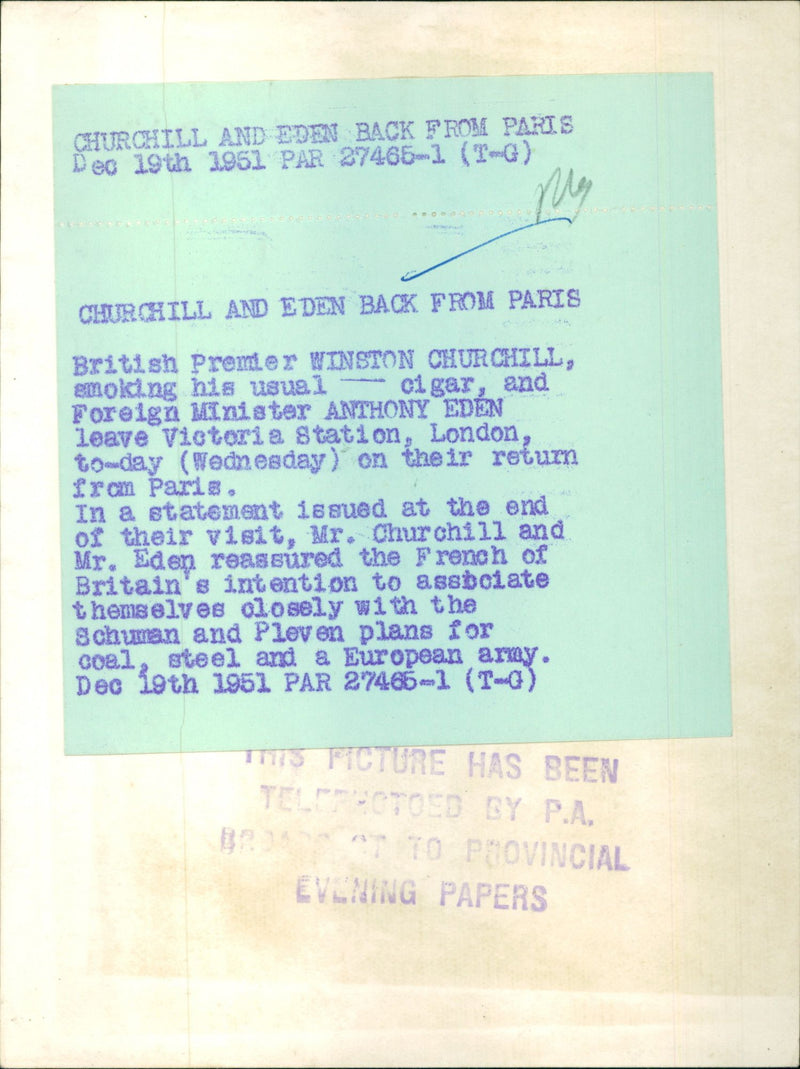 CHURCHILL AND EDEN BACK FROM PARIS
Dec 19th 1951 PAR 27465-1 (T-G)
CHURCHILL AND EDEN BACK FROM PARIS
British Premier WINSTON CHURCHILL,
smoking his usual — cigar, and
Foreign MInister ANTHONY EDEN
leave Victoria Station, London,
to-day (Wednesday) on their return
from Paris.
In a statement issued at the end
of their visit, Mr. Churchill and
Mr. Eden reassured the French of
Britain's intention to assbciate
themselves closely with the
Schuman and Pleven plans for
coal, steel and a European army.
Dec 19th 1951 PAR 27465-1 (T-G)
THIS PICTURE HAS BEEN
TELEPHOTOED BY P.A.
BROADCAST TO PROVINCIAL
EVENING PAPERS